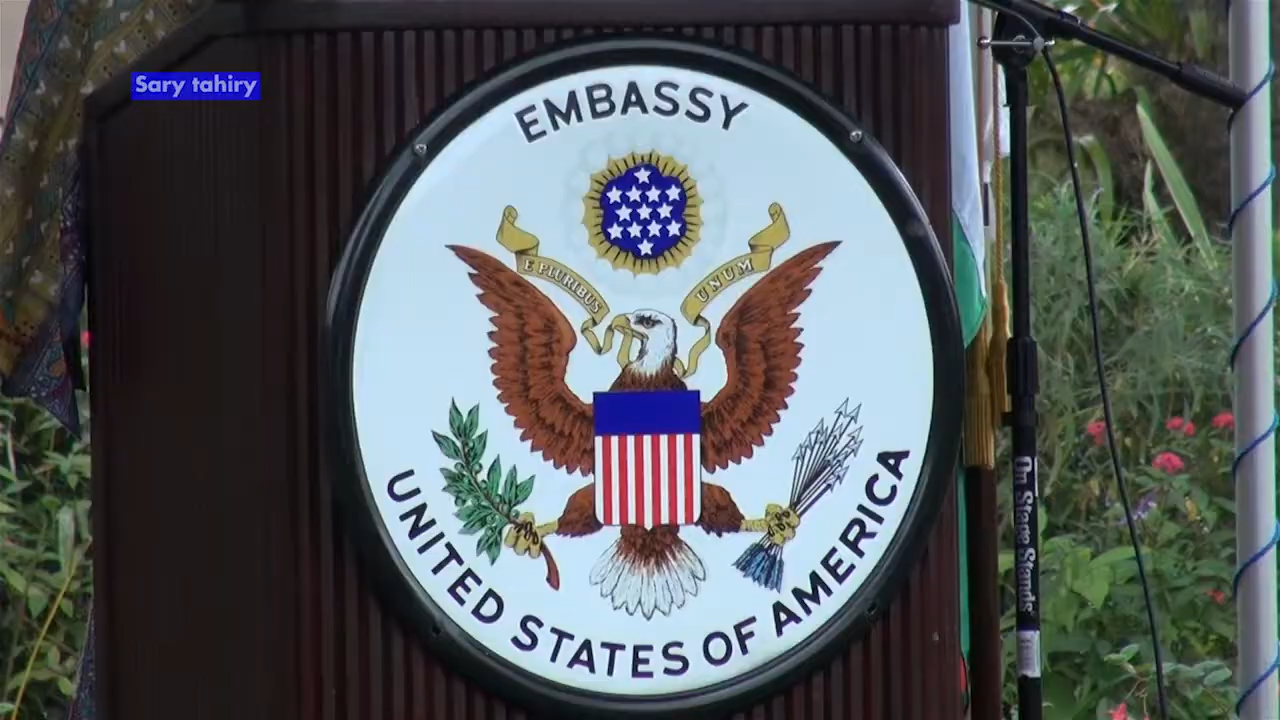 Sary tahiry
EMBASSY
E PLURIBUS
UNUM
UNITED STATES OF AMERICA
On Stage Stands